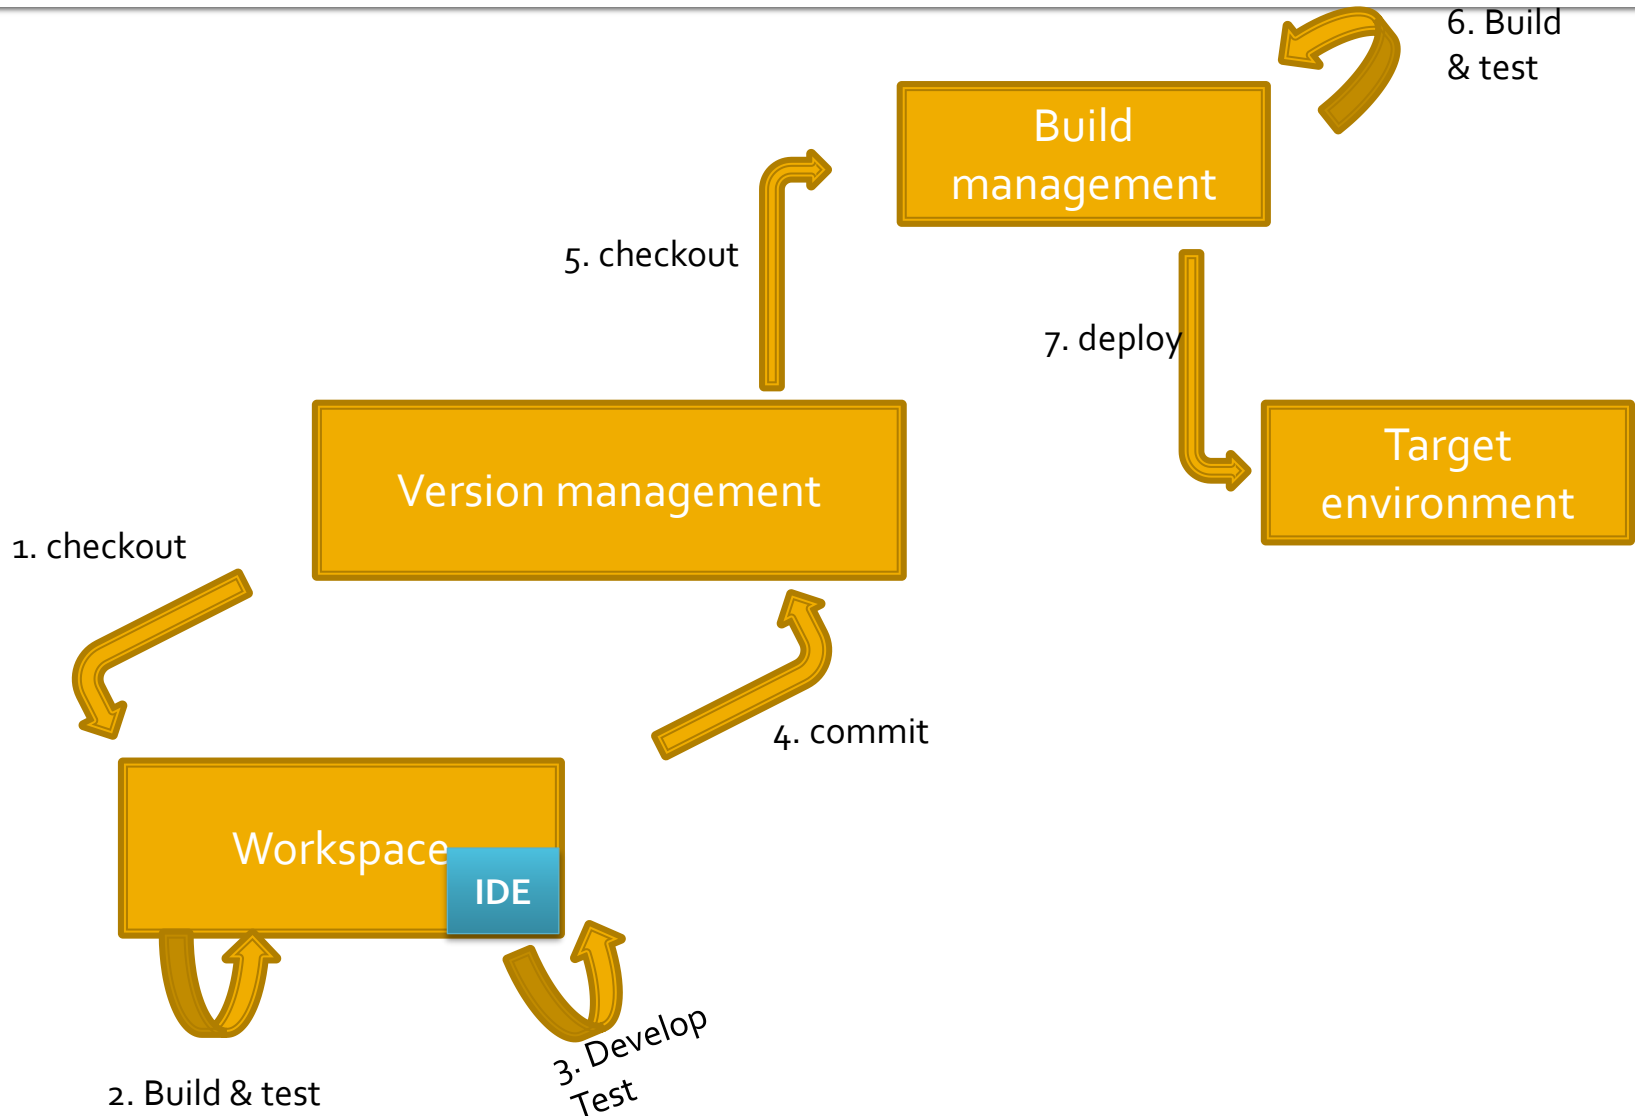 6. Build
& test
Build
management
5. checkout
7. deploy
Version management
Target
environment
1. checkout
4. commit
Workspace
IDE
3. Develop
Test
2. Build & test